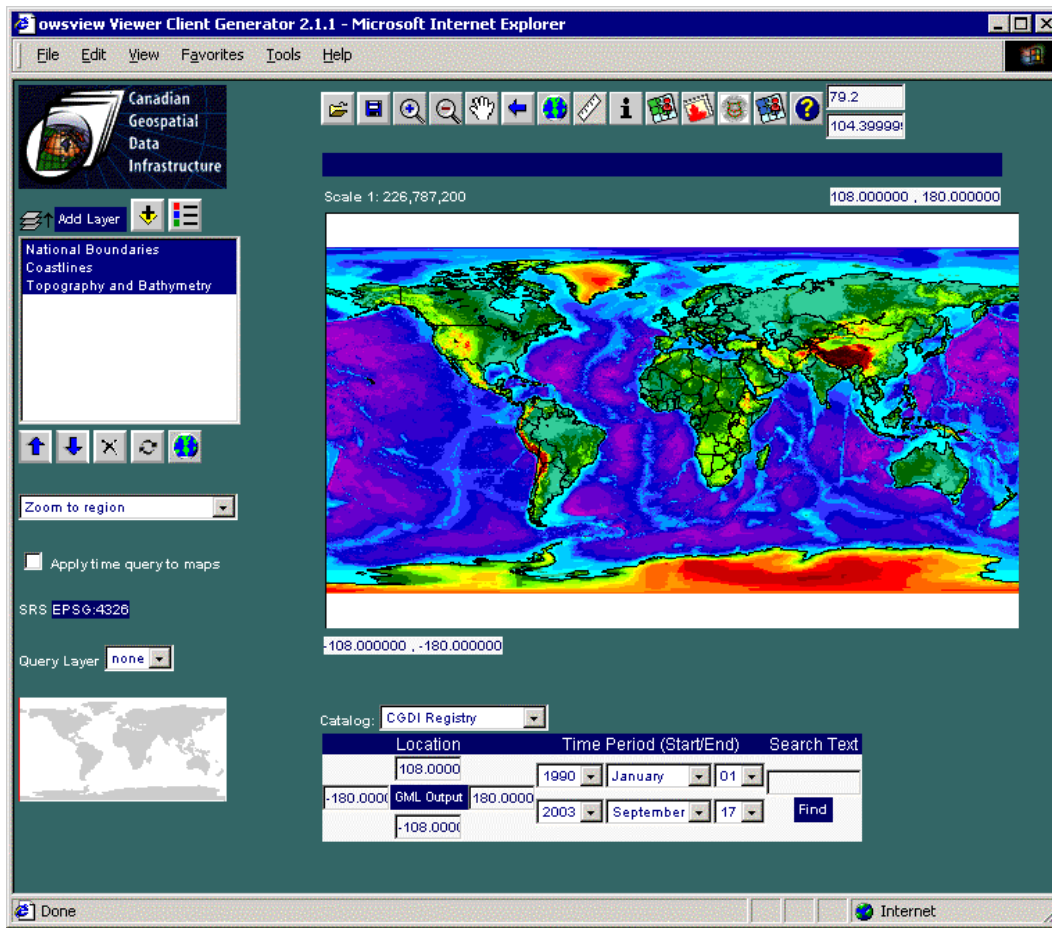 owsview Viewer Client Generator 2.1.1 - Microsoft Internet Explorer
File Edit View Favorites Tools Help
Canadian
Geospatial
Data
Infrastructure
79.2
104.399999
Scale 1: 226,787,200
108.000000 , 180.000000
Add Layer
National Boundaries
Coastlines
Topography and Bathymetry
Zoom to region
Apply time query to maps
SRS EPSG:4326
Query Layer none
-108.000000 , -180.000000
Catalog: CGDI Registry
Location Time Period (Start/End) Search Text
108.0000
1990 January 01
-180.0000 GML Output 180.0000
2003 September 17 Find
-108.000
Done
Internet